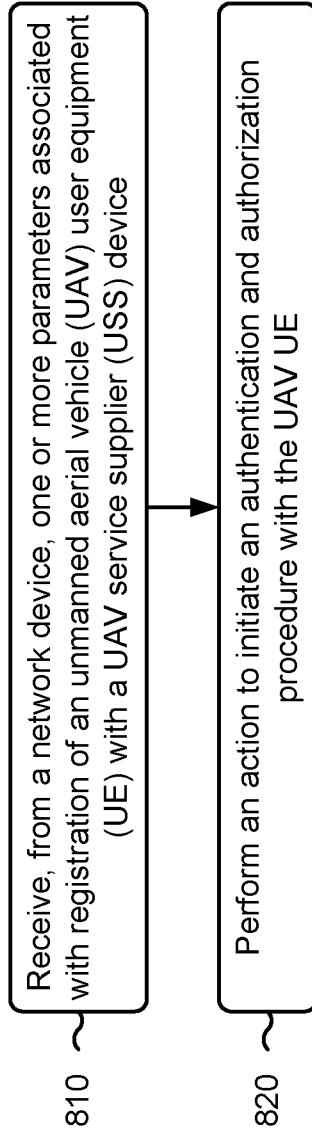 810
Receive, from a network device, one or more parameters associated
with registration of an unmanned aerial vehicle (UAV) user equipment
(UE) with a UAV service supplier (USS) device
820
Perform an action to initiate an authentication and authorization
procedure with the UAV UE